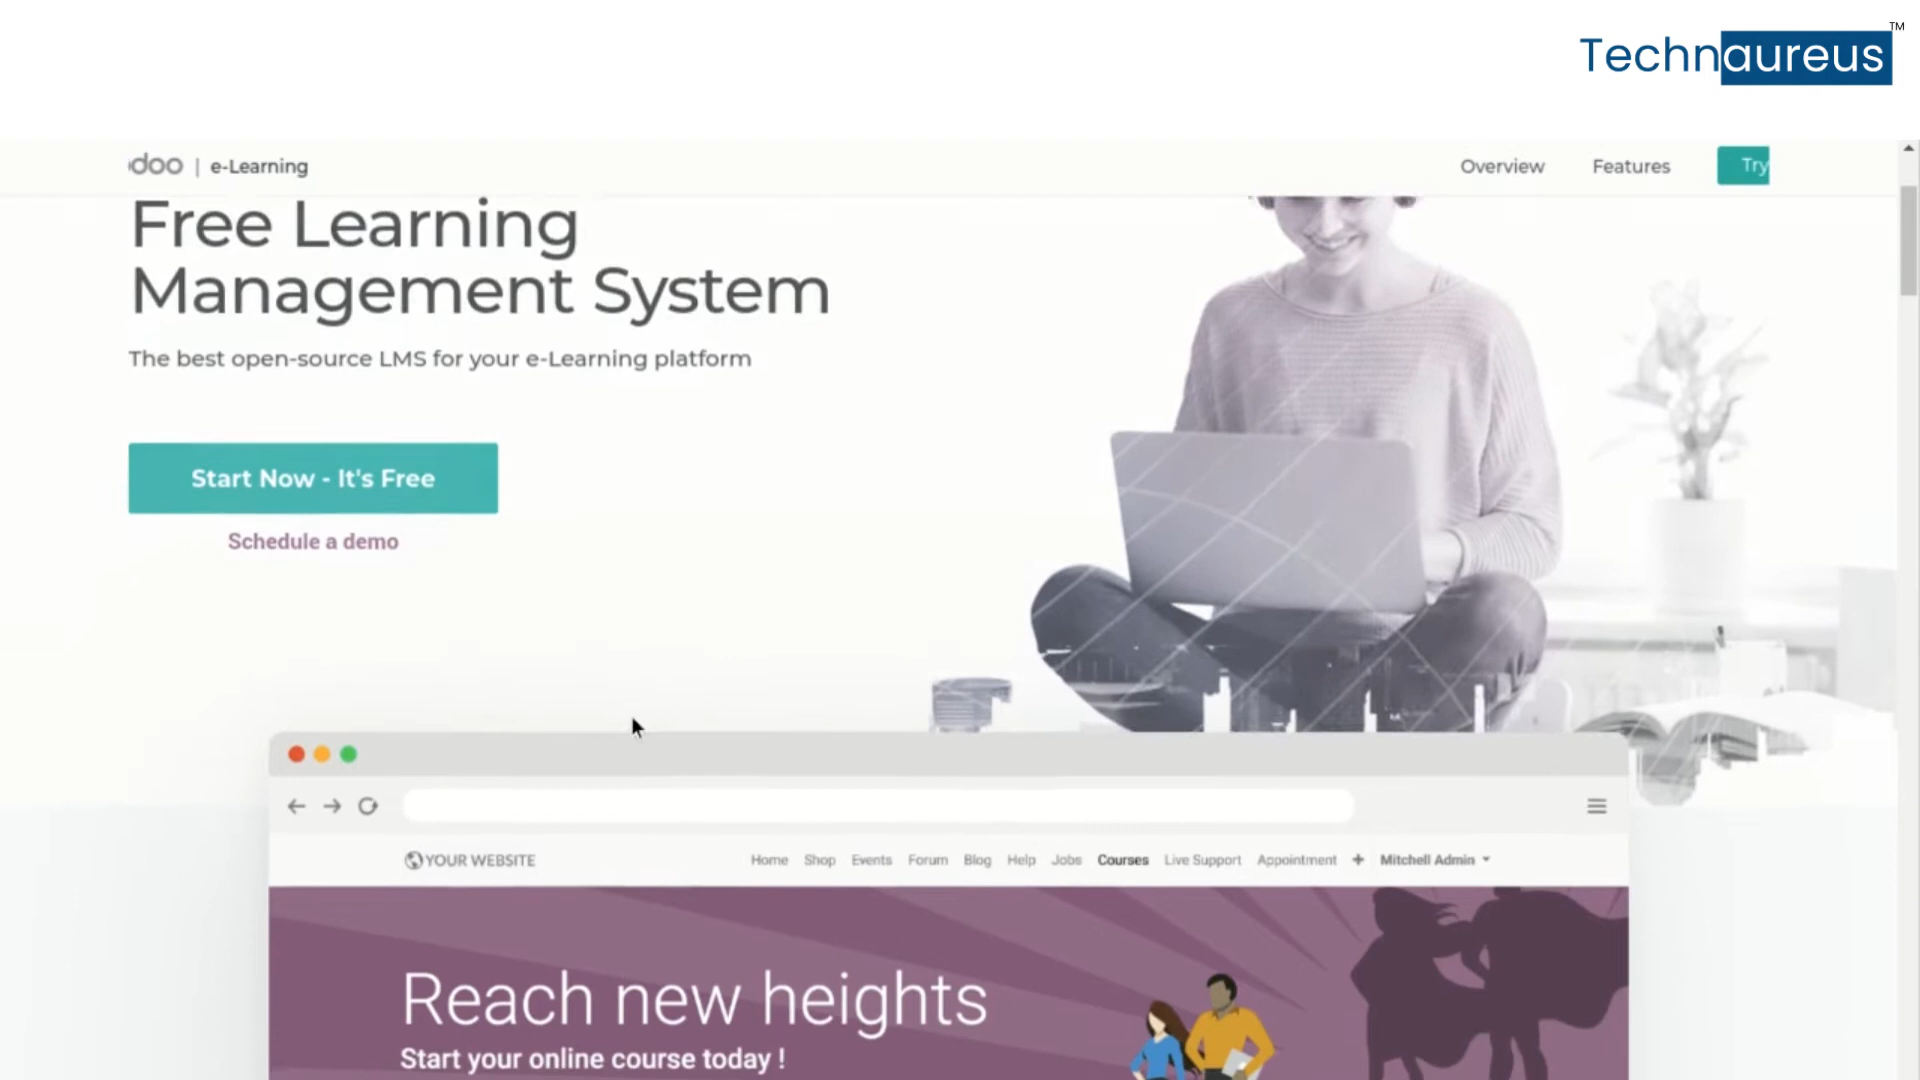 Technaureus
TM
doo | e-Learning
Overview
Features
Try
Free Learning
Management System
The best open-source LMS for your e-Learning platform
Start Now - It's Free
Schedule a demo
YOUR WEBSITE
Home
Shop
Events
Forum
Blog
Help
Jobs
Courses
Live Support
Appointment
+
Mitchell Admin
Reach new heights
Start your online course today !